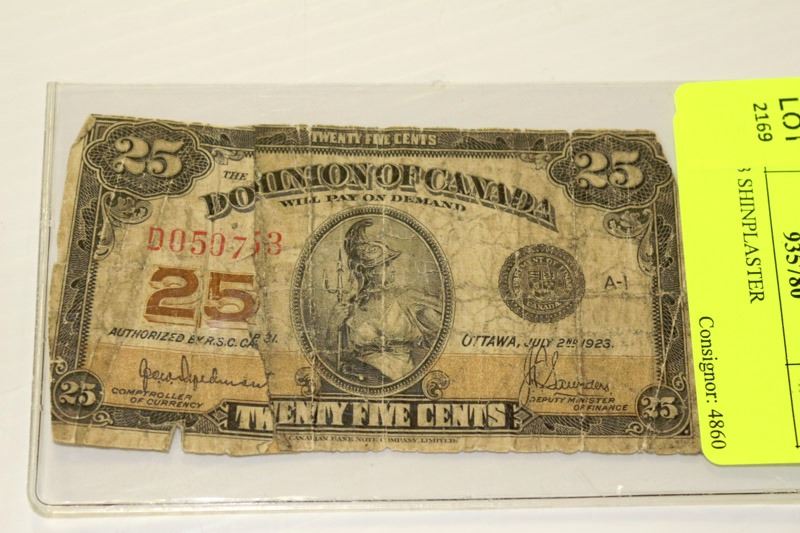 TWENTY FIVE CENTS
25
25
THE
DOMINION OF CANADA
WILL PAY ON DEMAND
25
A-1
AUTHORIZED BY R.S.C. CAP. 31.
OTTAWA, JULY 2ND 1923.
COMPTROLLER
OF CURRENCY
DEPUTY MINISTER
OF FINANCE
25
TWENTY FIVE CENTS
25
CANADIAN BANK NOTE COMPANY, LIMITED.
LOT
2169
SHINPLASTER
935780
Consignor: 4860